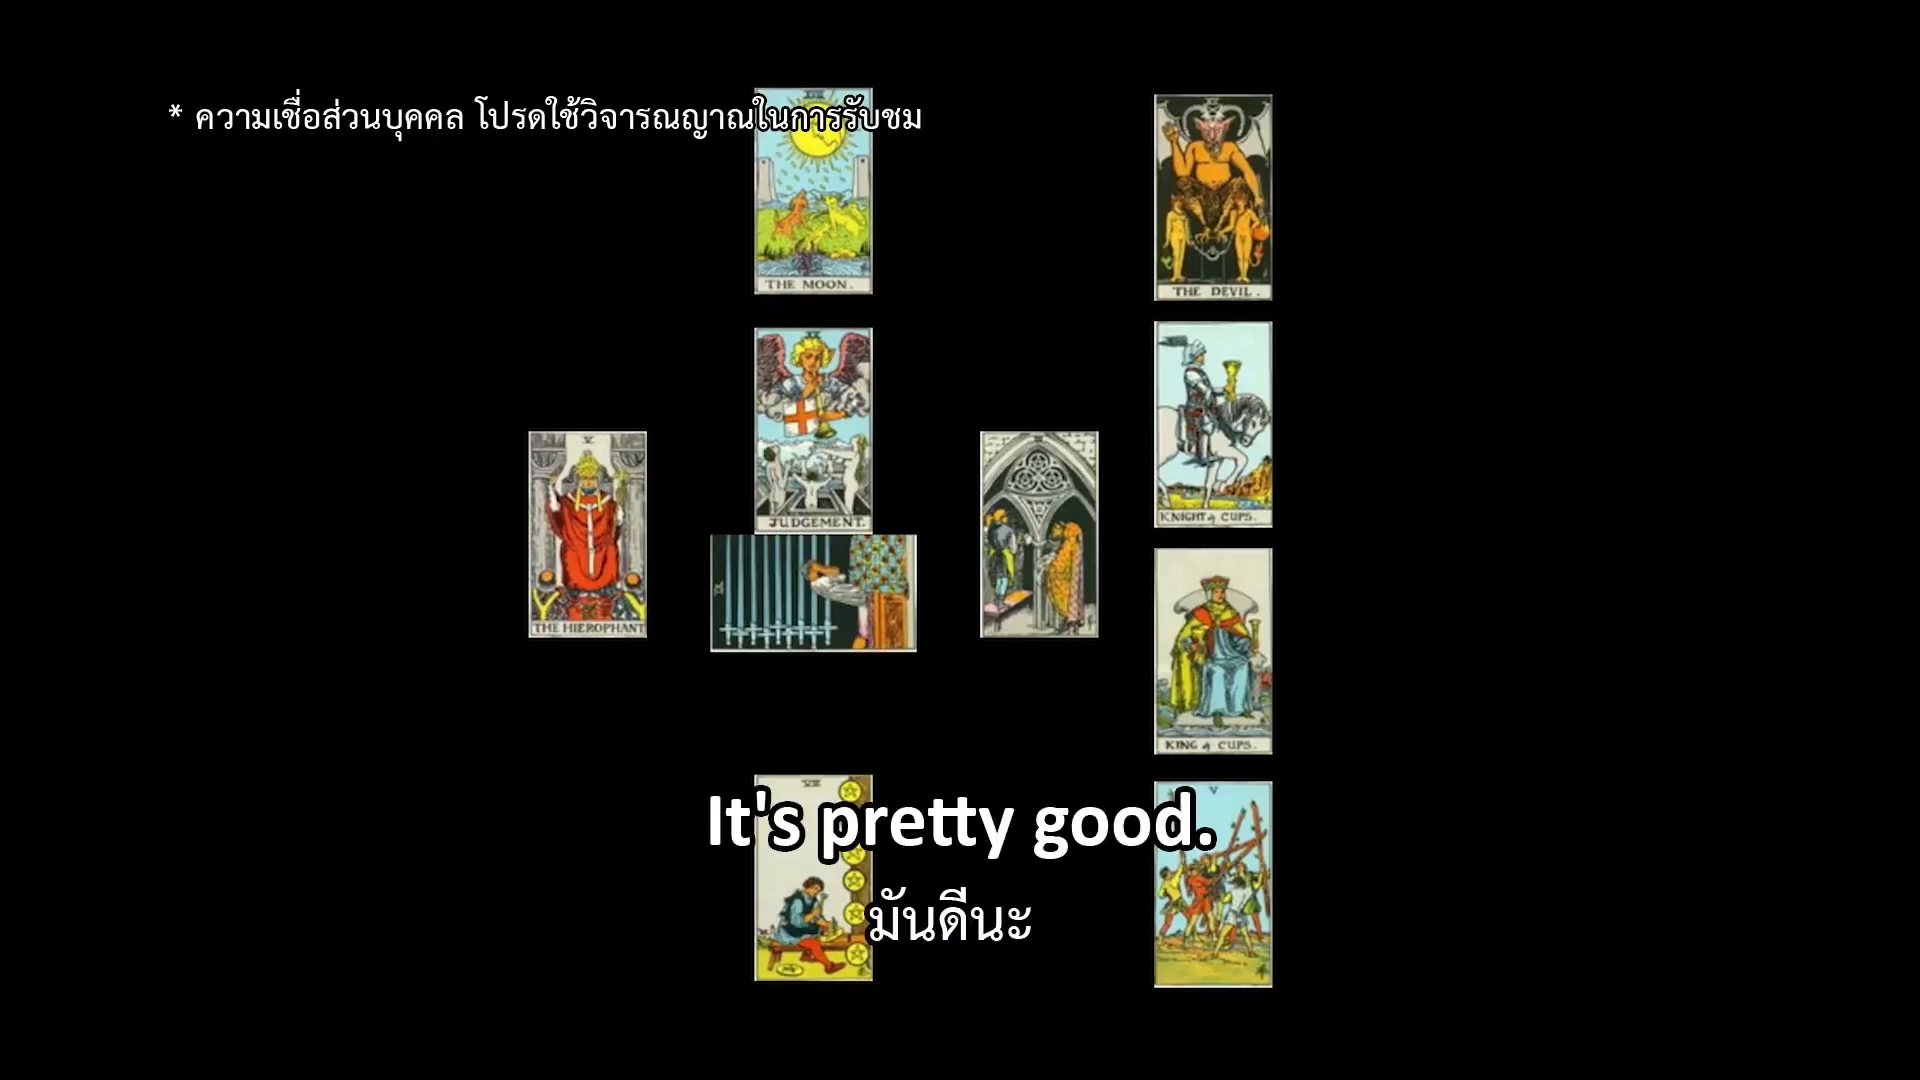 * ความเชื่อส่วนบุคคล โปรดใช้วิจารณญาณในการรับชม
THE MOON.
THE DEVIL.
JUDGEMENT.
KNIGHT of CUPS.
V
THE HIEROPHANT
KING of CUPS.
V
It's pretty good.
มันดีนะ